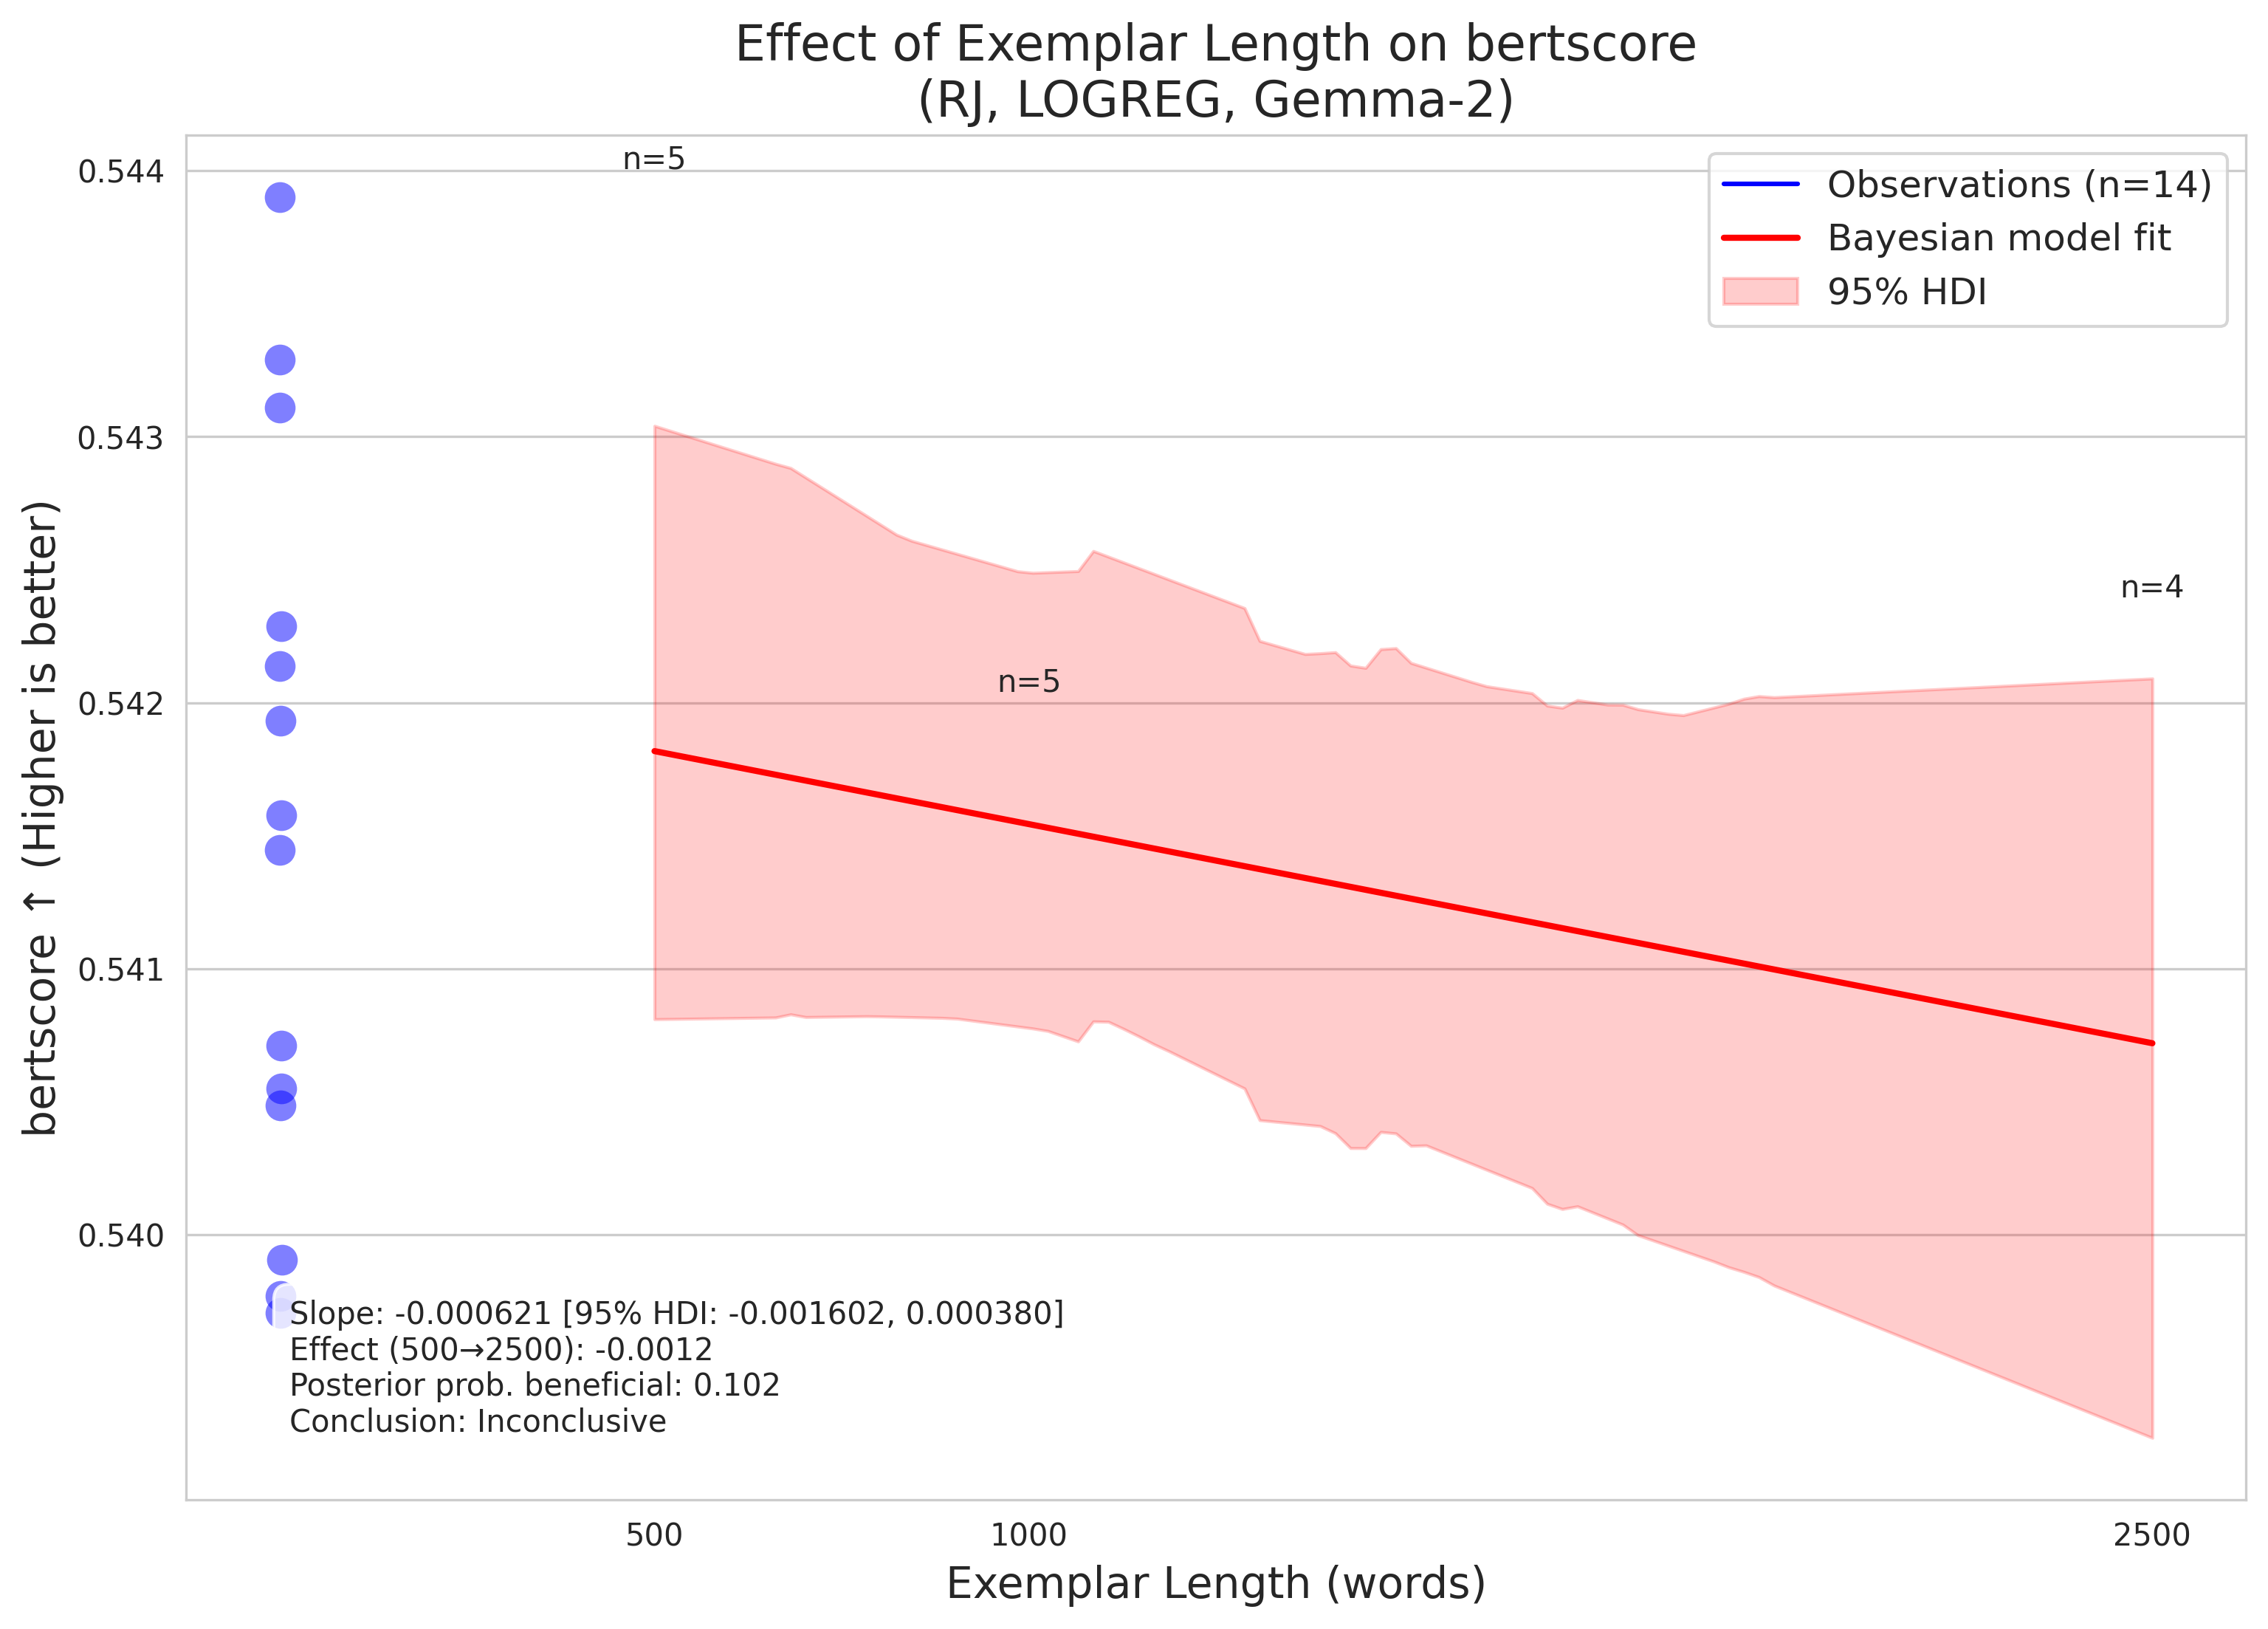 Effect of Exemplar Length on bertscore
(RJ, LOGREG, Gemma-2)
bertscore ↑ (Higher is better)
0.544
0.543
0.542
0.541
0.540
n=5
n=5
n=4
Observations (n=14)
Bayesian model fit
95% HDI
Slope: -0.000621 [95% HDI: -0.001602, 0.000380]
Effect (500→2500): -0.0012
Posterior prob. beneficial: 0.102
Conclusion: Inconclusive
500
1000
2500
Exemplar Length (words)